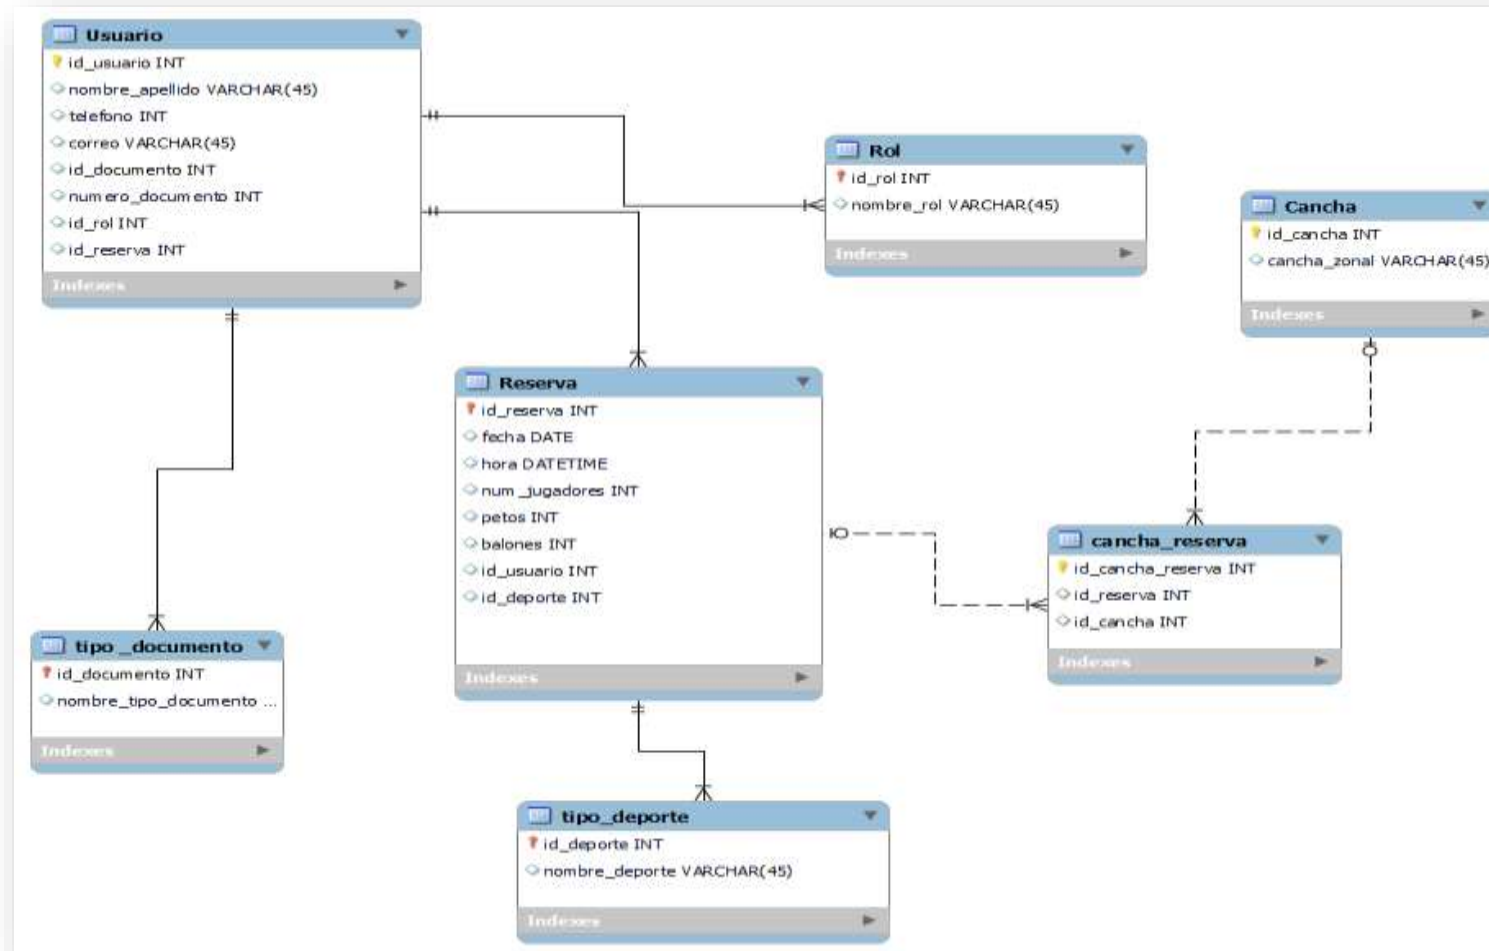 Usuario
id_usuario INT
nombre_apellido VARCHAR(45)
telefono INT
correo VARCHAR(45)
id_documento INT
numero_documento INT
id_rol INT
id_reserva INT
Indexes
Rol
id_rol INT
nombre_rol VARCHAR(45)
Indexes
Cancha
id_cancha INT
cancha_zonal VARCHAR(45)
Indexes
Reserva
id_reserva INT
fecha DATE
hora DATETIME
num_jugadores INT
petos INT
balones INT
id_usuario INT
id_deporte INT
Indexes
cancha_reserva
id_cancha_reserva INT
id_reserva INT
id_cancha INT
Indexes
tipo_documento
id_documento INT
nombre_tipo_documento ...
Indexes
tipo_deporte
id_deporte INT
nombre_deporte VARCHAR(45)
Indexes